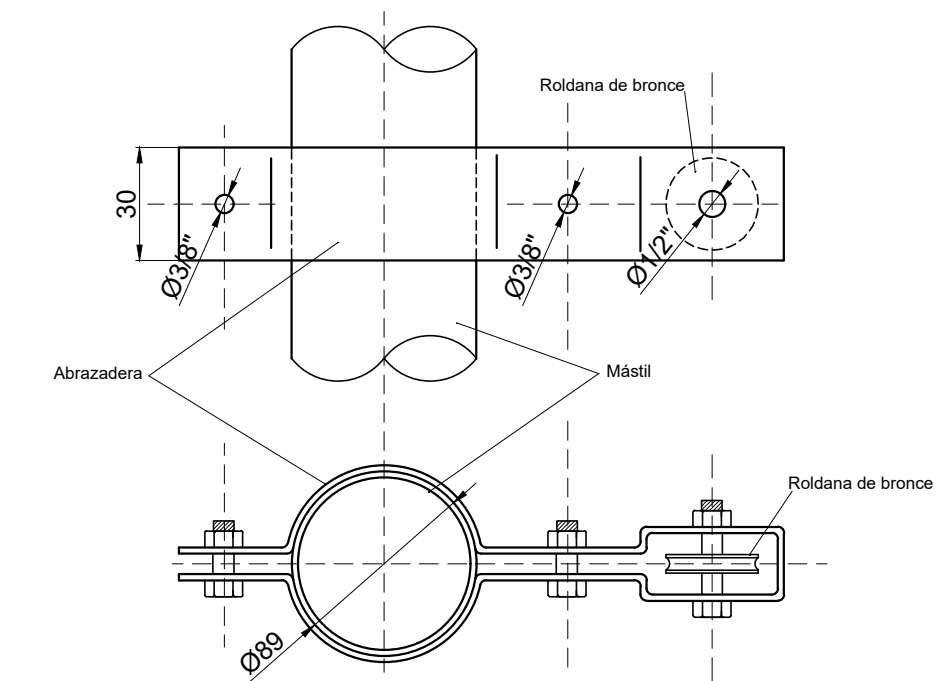 Roldana de bronce
30
Ø3/8"
Ø3/8"
Ø1/2"
Abrazadera
Mástil
Roldana de bronce
Ø89